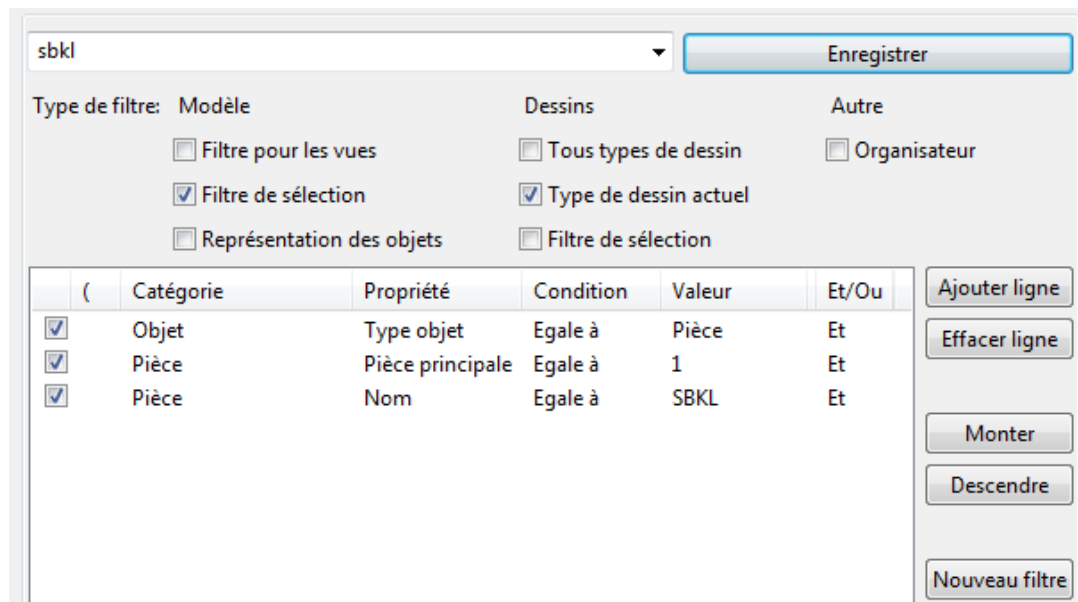 sbkl
Enregistrer
Type de filtre: Modèle Dessins Autre
Filtre pour les vues Tous types de dessin Organisateur
Filtre de sélection Type de dessin actuel
Représentation des objets Filtre de sélection
( Catégorie Propriété Condition Valeur Et/Ou Ajouter ligne
Objet Type objet Egale à Pièce Et
Effacer ligne
Pièce Pièce principale Egale à 1 Et
Pièce Nom Egale à SBKL Et
Monter
Descendre
Nouveau filtre